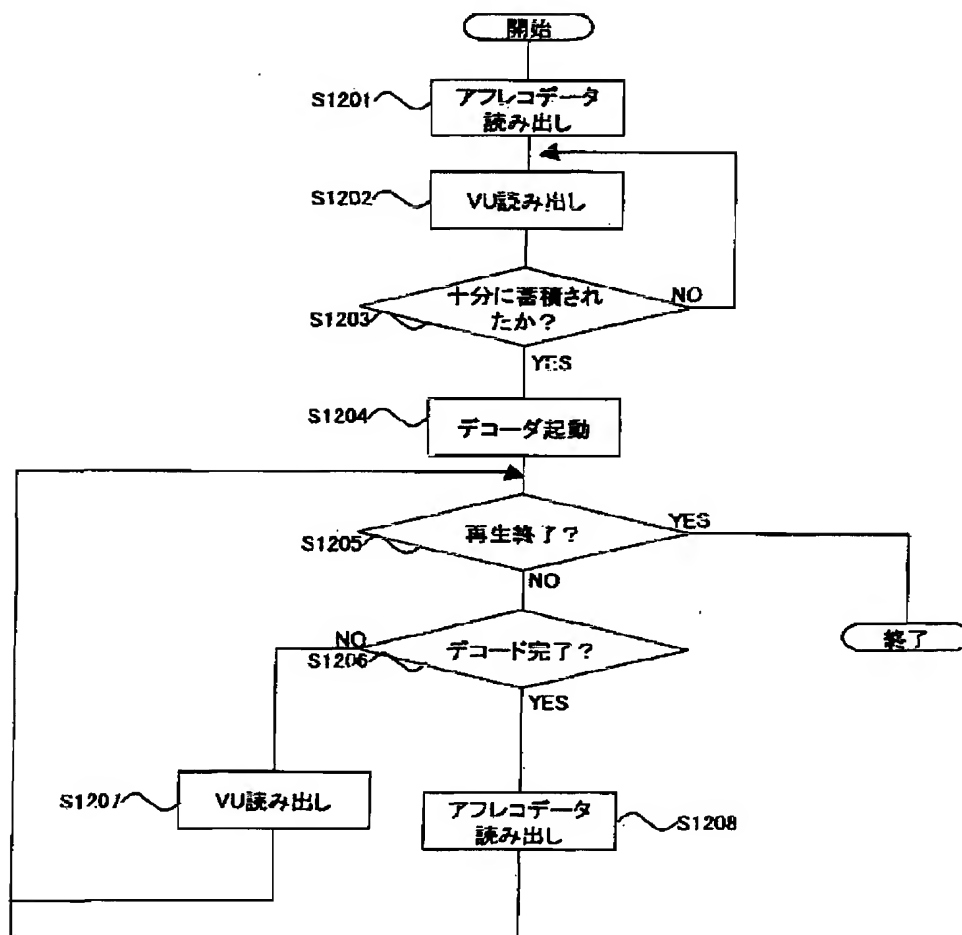 開始
S1201
アフレコデータ
読み出し
S1202
VU読み出し
十分に蓄積され
たか？
NO
S1203
YES
S1204
デコーダ起動
再生終了？
YES
S1205
NO
終了
NO
デコード完了？
S1206
YES
S1207
VU読み出し
アフレコデータ
読み出し
S1208